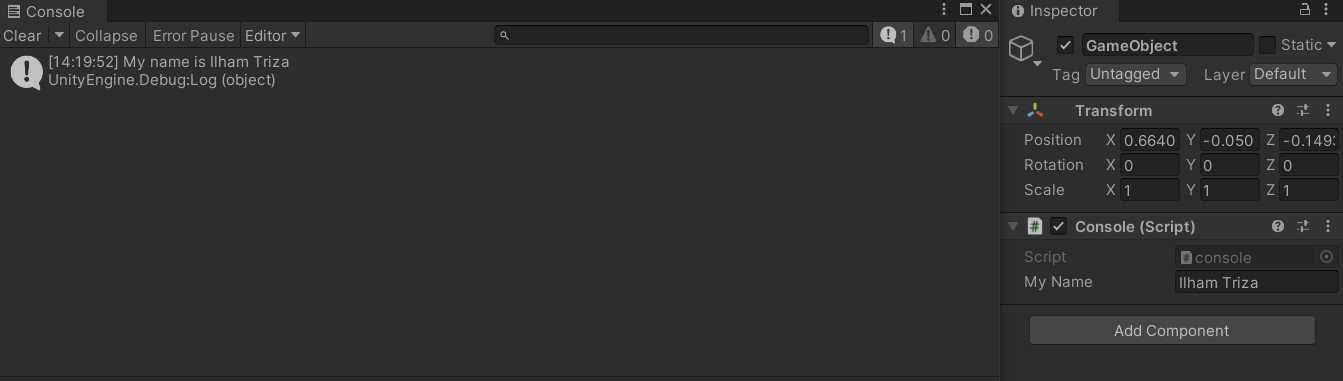 Console
Clear Collapse Error Pause Editor 1 0 0
[14:19:52] My name is Ilham Triza
UnityEngine.Debug:Log (object)
Inspector
GameObject Static
Tag Untagged Layer Default
Transform
Position X 0.6640 Y -0.050 Z -0.149
Rotation X 0 Y 0 Z 0
Scale X 1 Y 1 Z 1
# Console (Script)
Script # console
My Name Ilham Triza
Add Component